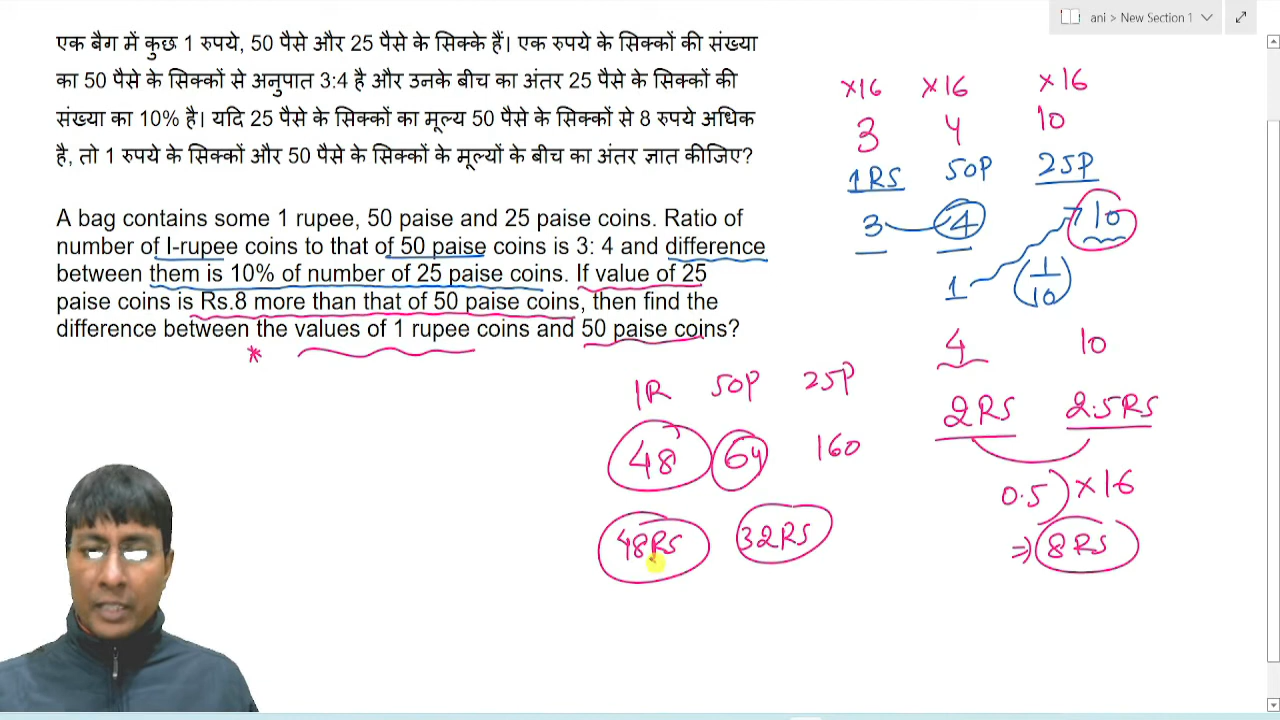 ani > New Section 1
एक बैग में कुछ 1 रुपये, 50 पैसे और 25 पैसे के सिक्के हैं। एक रुपये के सिक्कों की संख्या
का 50 पैसे के सिक्कों से अनुपात 3:4 है और उनके बीच का अंतर 25 पैसे के सिक्कों की
संख्या का 10% है। यदि 25 पैसे के सिक्कों का मूल्य 50 पैसे के सिक्कों से 8 रुपये अधिक
है, तो 1 रुपये के सिक्कों और 50 पैसे के सिक्कों के मूल्यों के बीच का अंतर ज्ञात कीजिए?
A bag contains some 1 rupee, 50 paise and 25 paise coins. Ratio of
number of I-rupee coins to that of 50 paise coins is 3: 4 and difference
between them is 10% of number of 25 paise coins. If value of 25
paise coins is Rs.8 more than that of 50 paise coins, then find the
difference between the values of 1 rupee coins and 50 paise coins?
*
×16 ×16 ×16
3 4 10
1RS 50P 25P
3 4 10
1 1/10
4 10
2RS 2.5RS
0.5) ×16
⇒ 8RS
1R 50P 25P
48 64 160
48RS 32RS